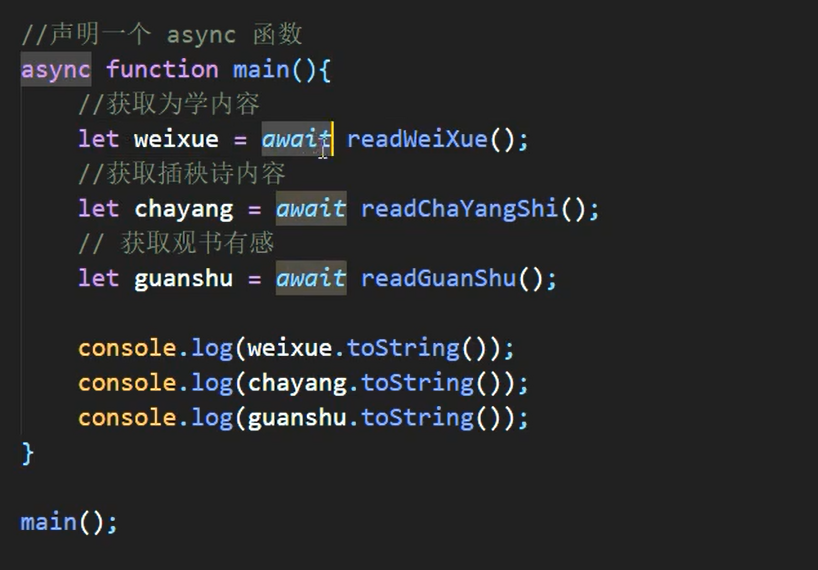 //声明一个 async 函数
async function main(){
    //获取为学内容
    let weixue = await readWeiXue();
    //获取插秧诗内容
    let chayang = await readChaYangShi();
    // 获取观书有感
    let guanshu = await readGuanShu();

    console.log(weixue.toString());
    console.log(chayang.toString());
    console.log(guanshu.toString());
}

main();